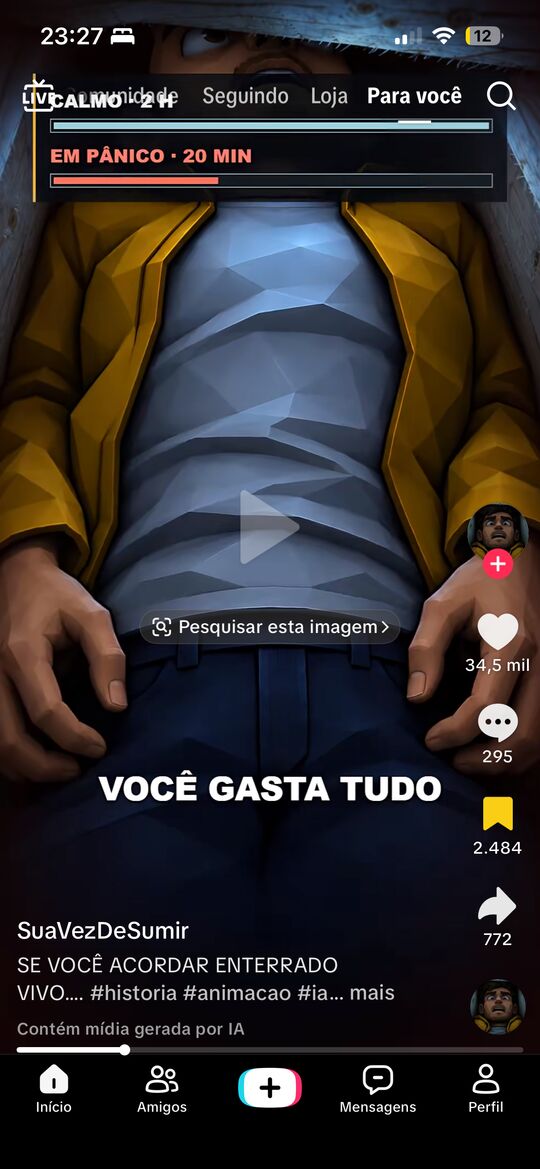 23:27
12
LIVE
Comunidade
Seguindo
Loja
Para você
CALMO · 2 H
EM PÂNICO · 20 MIN
Pesquisar esta imagem
34,5 mil
295
VOCÊ GASTA TUDO
2.484
772
SuaVezDeSumir
SE VOCÊ ACORDAR ENTERRADO
VIVO.... #historia #animacao #ia... mais
Contém mídia gerada por IA
Início
Amigos
Mensagens
Perfil